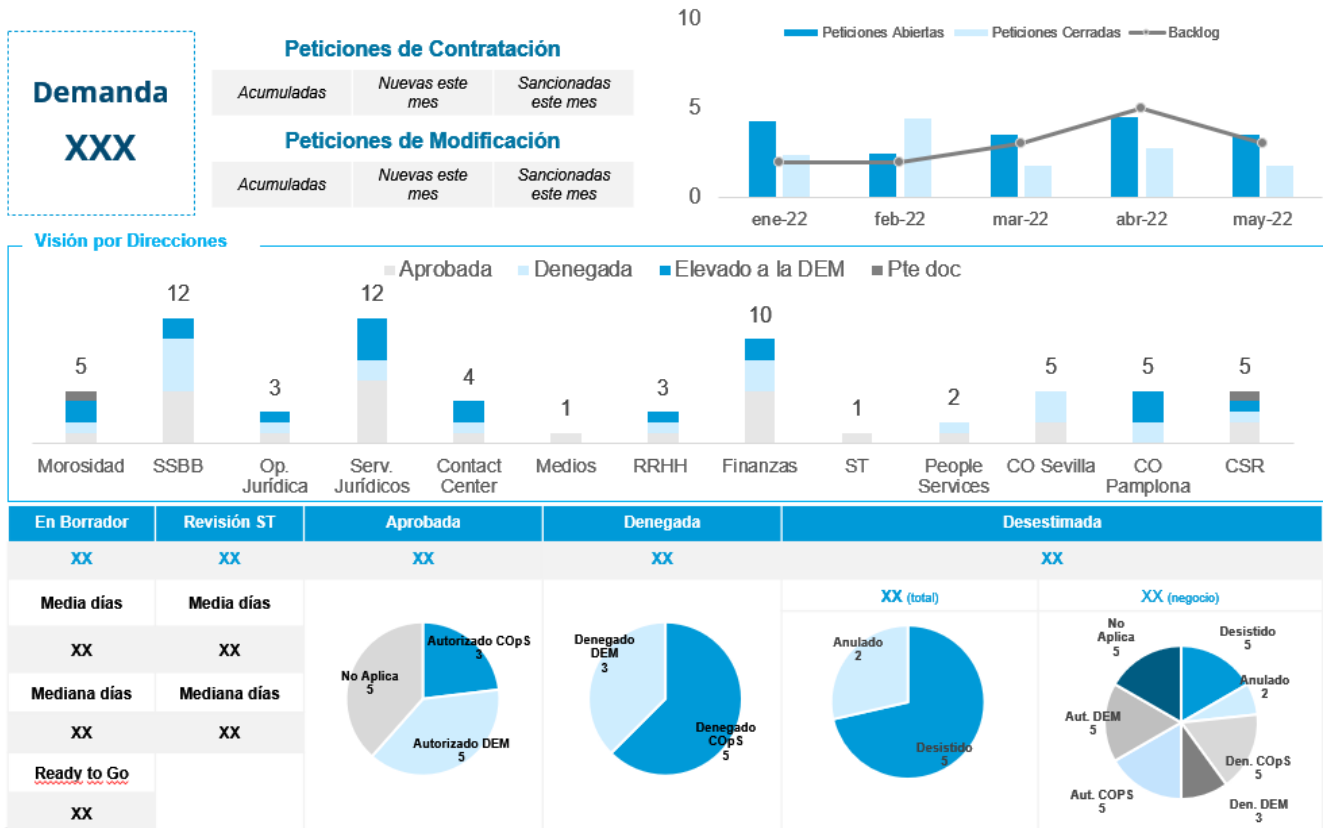 Demanda
XXX
Peticiones de Contratación
Acumuladas
Nuevas este
mes
Sancionadas
este mes
Peticiones de Modificación
Acumuladas
Nuevas este
mes
Sancionadas
este mes
10
5
0
Peticiones Abiertas
Peticiones Cerradas
Backlog
ene-22
feb-22
mar-22
abr-22
may-22
Visión por Direcciones
Aprobada
Denegada
Elevado a la DEM
Pte doc
5
12
3
12
4
1
3
10
1
2
5
5
5
Morosidad
SSBB
Op.
Jurídica
Serv.
Jurídicos
Contact
Center
Medios
RRHH
Finanzas
ST
People
Services
CO Sevilla
CO
Pamplona
CSR
En Borrador
Revisión ST
Aprobada
Denegada
Desestimada
XX
XX
XX
XX
XX
Media días
Media días
XX
XX
Mediana días
Mediana días
XX
XX
Ready to Go
XX
Autorizado COpS
3
No Aplica
5
Autorizado DEM
5
Denegado
DEM
3
Denegado
COpS
5
XX (total)
Anulado
2
Desistido
5
XX (negocio)
No
Aplica
5
Desistido
5
Anulado
2
Aut. DEM
5
Den. COpS
5
Aut. COPS
5
Den. DEM
3